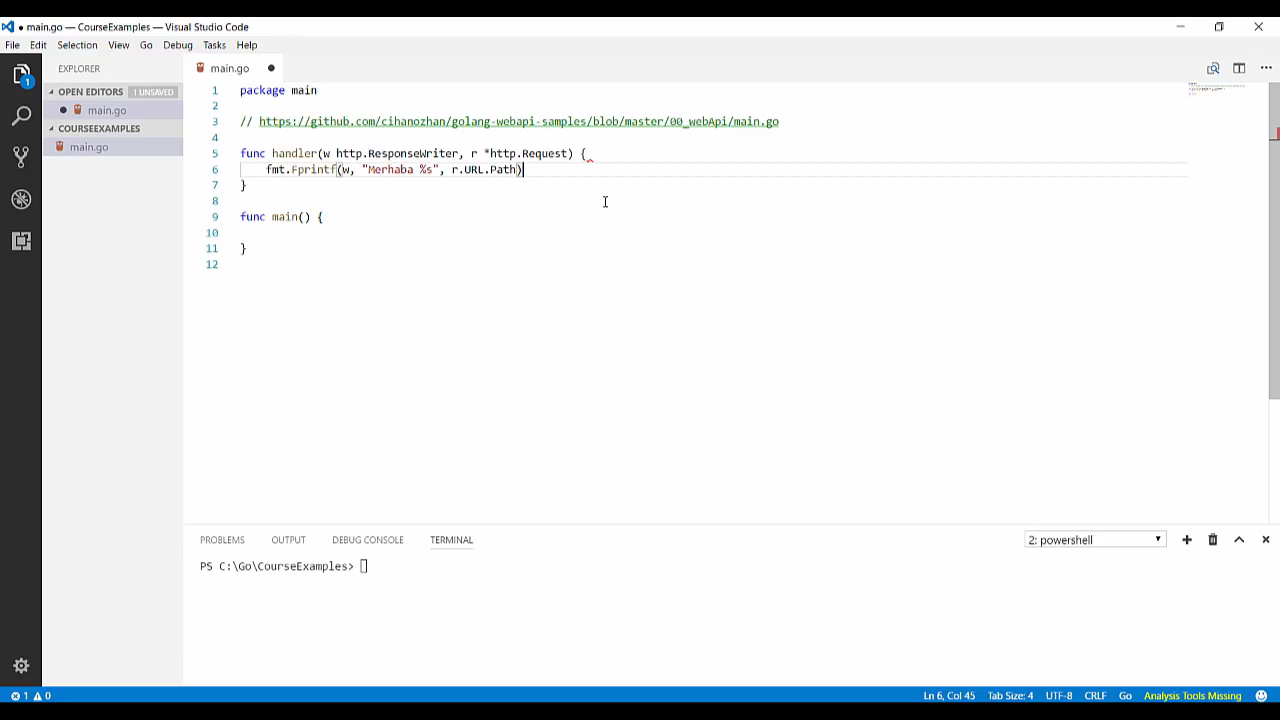 main.go — CourseExamples — Visual Studio Code
File Edit Selection View Go Debug Tasks Help
EXPLORER
OPEN EDITORS 1 UNSAVED
main.go
COURSEEXAMPLES
main.go
1
main.go
1 package main
2
3 // https://github.com/cihanozhan/golang-webapi-samples/blob/master/00_webApi/main.go
4
5 func handler(w http.ResponseWriter, r *http.Request) {
6 fmt.Fprintf(w, "Merhaba %s", r.URL.Path)
7 }
8
9 func main() {
10
11 }
12
PROBLEMS OUTPUT DEBUG CONSOLE TERMINAL 2: powershell
PS C:\Go\CourseExamples>
1 0 Ln 6, Col 45 Tab Size: 4 UTF-8 CRLF Go Analysis Tools Missing